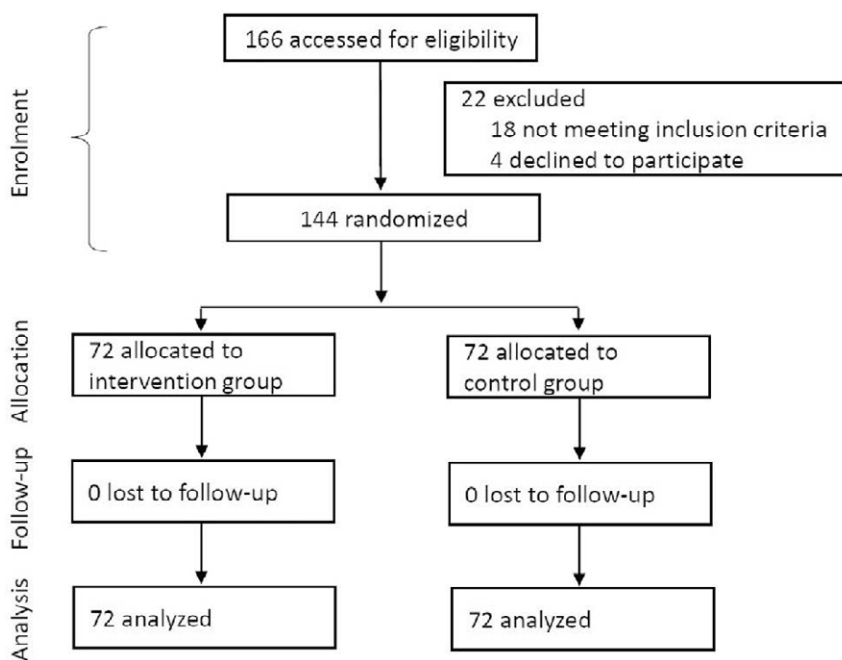 Enrolment
166 accessed for eligibility
22 excluded
18 not meeting inclusion criteria
4 declined to participate
144 randomized
Allocation
72 allocated to
intervention group
72 allocated to
control group
Follow-up
0 lost to follow-up
0 lost to follow-up
Analysis
72 analyzed
72 analyzed